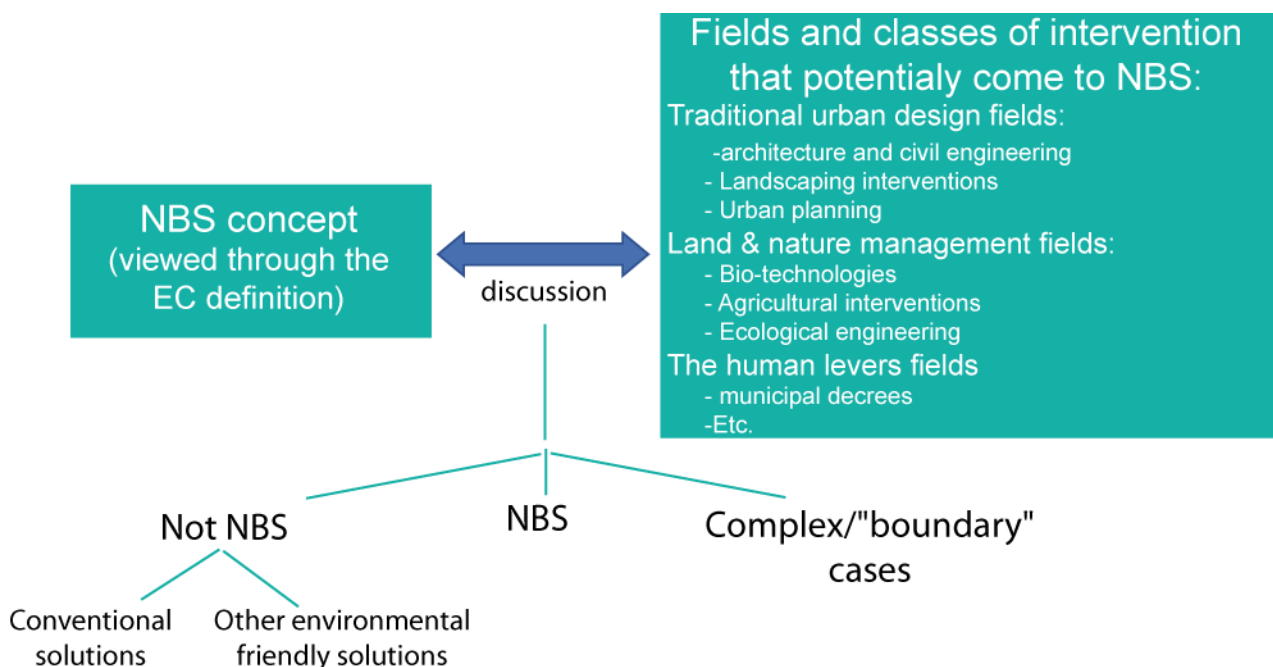 Fields and classes of intervention
that potentialy come to NBS:
Traditional urban design fields:
-architecture and civil engineering
- Landscaping interventions
- Urban planning
Land & nature management fields:
- Bio-technologies
- Agricultural interventions
- Ecological engineering
The human levers fields
- municipal decrees
-Etc.
NBS concept
(viewed through the
EC definition)
discussion
Not NBS
NBS
Complex/"boundary"
cases
Conventional
solutions
Other environmental
friendly solutions